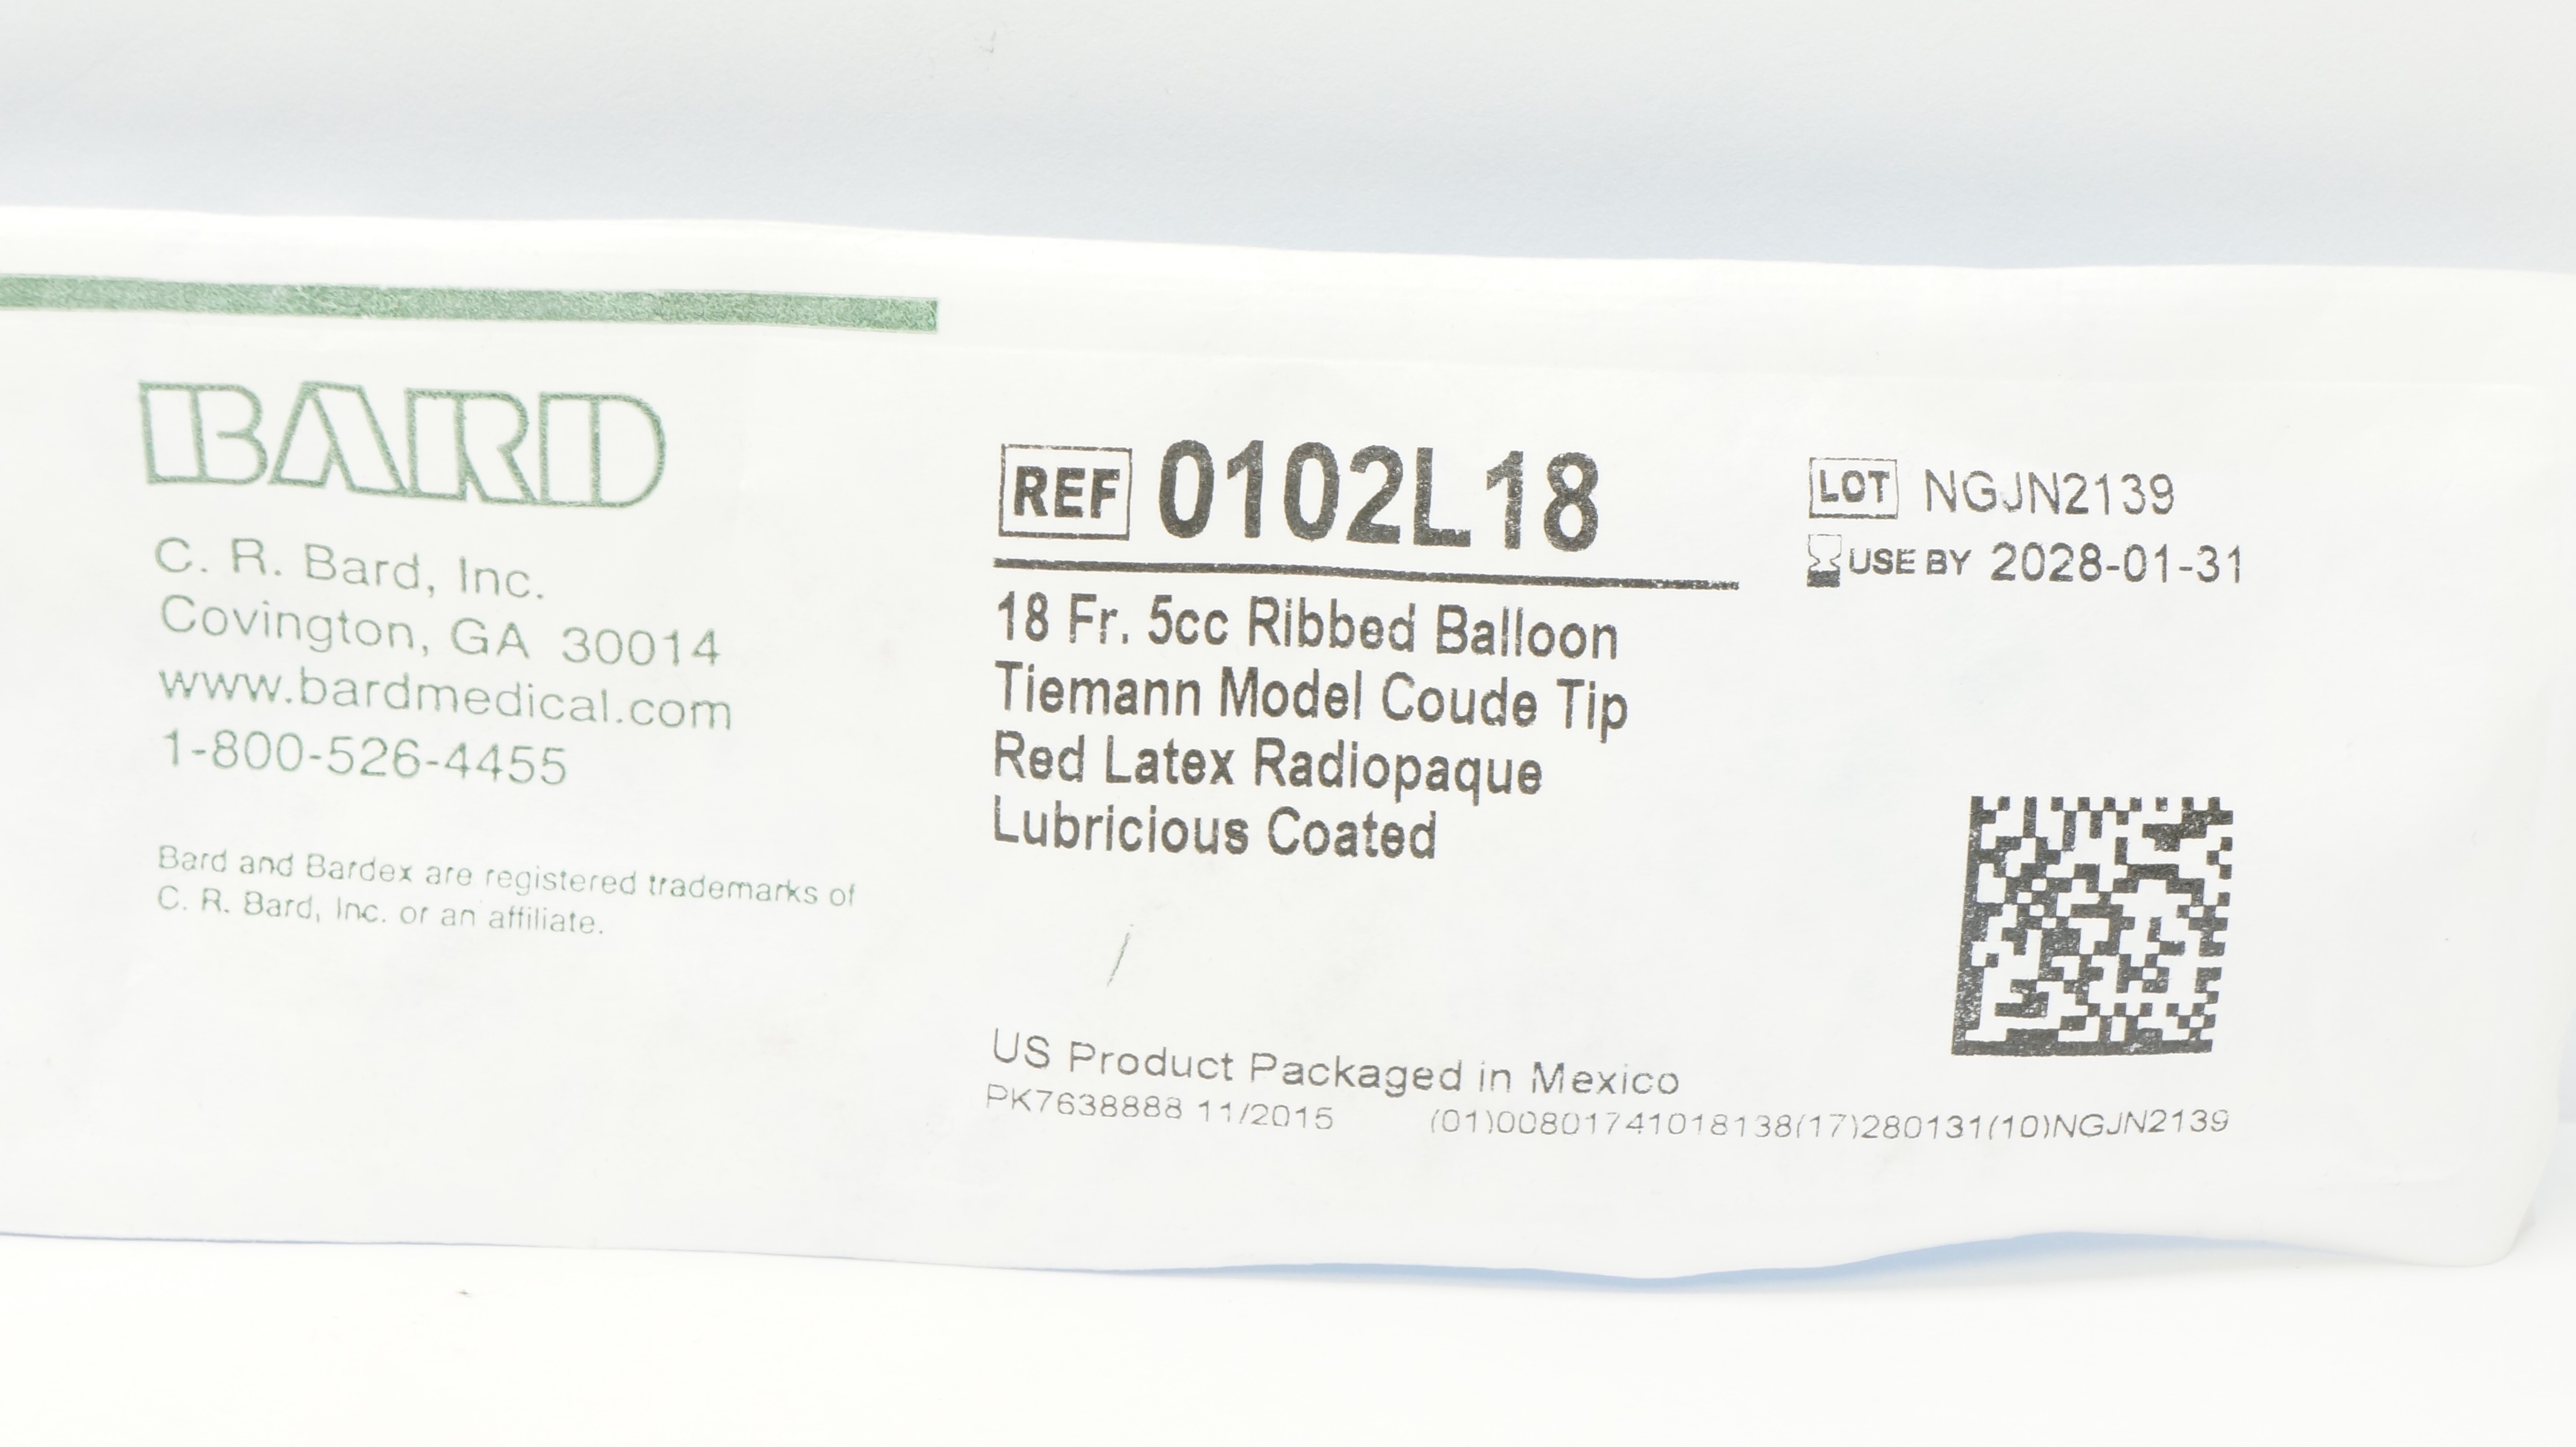 BARD
C. R. Bard, Inc.
Covington, GA 30014
www.bardmedical.com
1-800-526-4455
Bard and Bardex are registered trademarks of
C. R. Bard, Inc. or an affiliate.
REF 0102L18
18 Fr. 5cc Ribbed Balloon
Tiemann Model Coude Tip
Red Latex Radiopaque
Lubricious Coated
US Product Packaged in Mexico
PK7638888 11/2015
LOT NGJN2139
USE BY 2028-01-31
(01)00801741018138(17)280131(10)NGJN2139